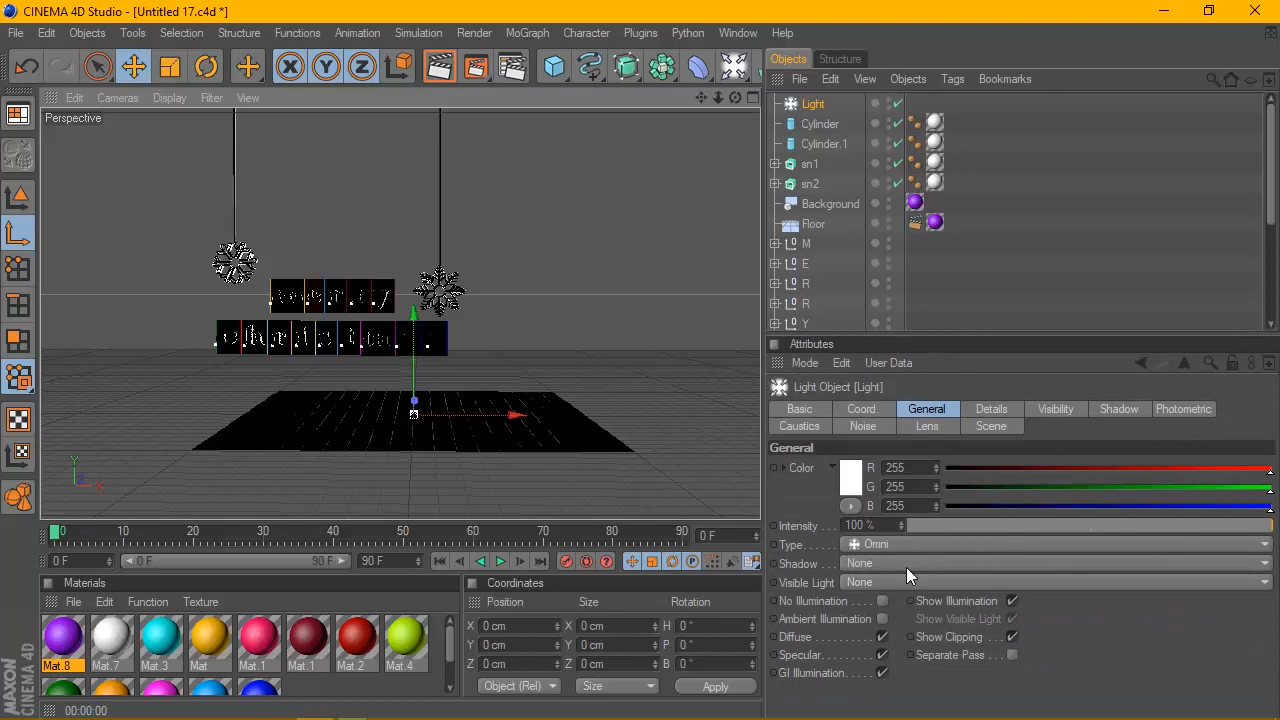 CINEMA 4D Studio - [Untitled 17.c4d *]
File Edit Objects Tools Selection Structure Functions Animation Simulation Render MoGraph Character Plugins Python Window Help
X Y Z
Objects Structure
Edit Cameras Display Filter View
File Edit View Objects Tags Bookmarks
Perspective
Light
Cylinder
Cylinder.1
sn1
sn2
Background
Floor
M
E
R
R
Y
Attributes
Mode Edit User Data
Light Object [Light]
Basic Coord. General Details Visibility Shadow Photometric
Caustics Noise Lens Scene
General
Color R 255
G 255
B 255
Intensity . . . 100 %
Type. . . . Omni
Shadow . . . None
Visible Light None
No Illumination . . . . Show Illumination
Ambient Illumination Show Visible Light
Diffuse . . . . . . . Show Clipping
Specular. . . . . . . Separate Pass . . .
GI Illumination. . . .
Y
Z
X
0 10 20 30 40 50 60 70 80 90 0 F
0 F 0 F 90 F 90 F
P
Materials
File Edit Function Texture
Mat.8 Mat.7 Mat.3 Mat Mat.1 Mat.1 Mat.2 Mat.4
Coordinates
Position Size Rotation
X 0 cm X 0 cm H 0 °
Y 0 cm Y 0 cm P 0 °
Z 0 cm Z 0 cm B 0 °
Object (Rel) Size Apply
00:00:00
MAXON
CINEMA 4D